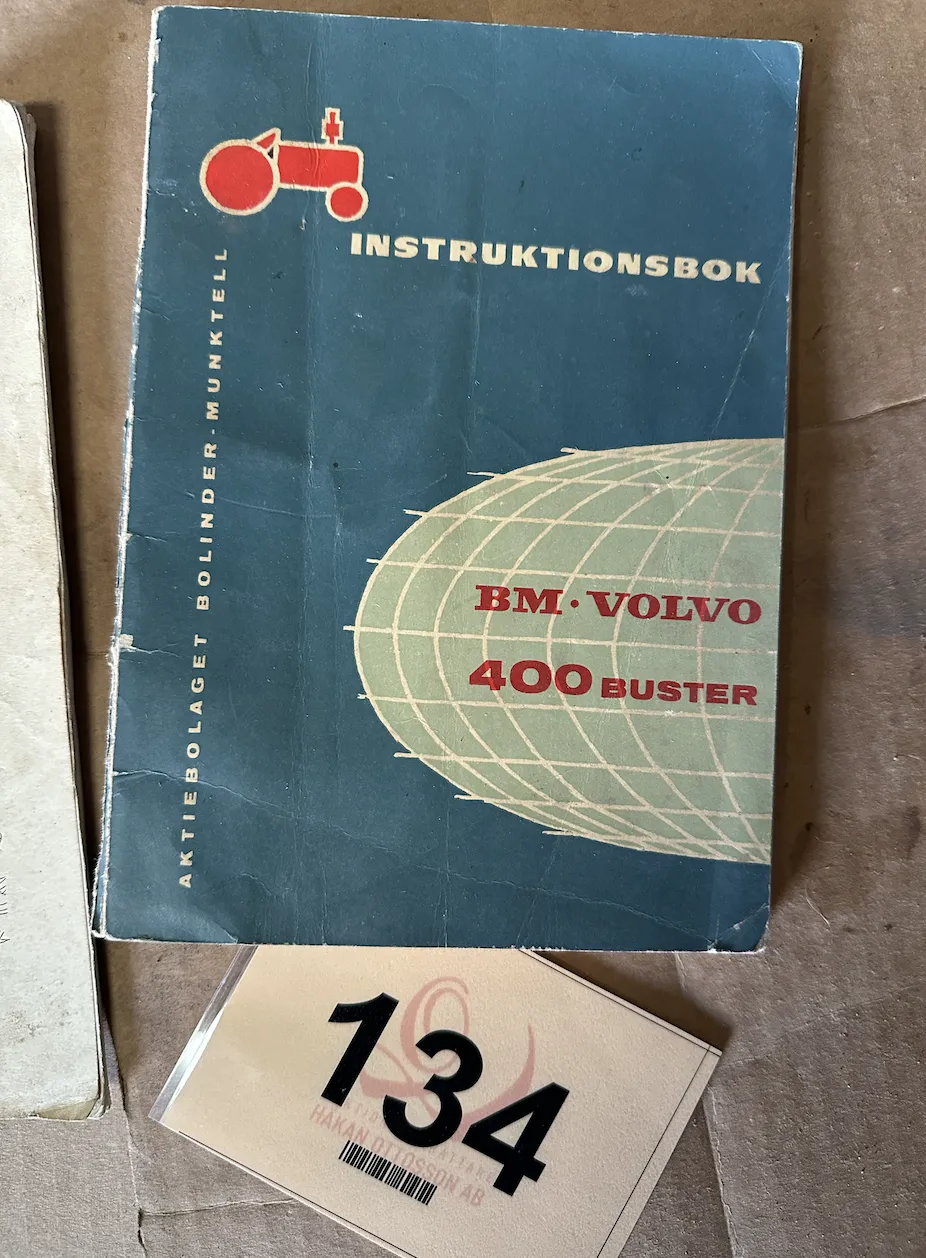 INSTRUKTIONSBOK
AKTIEBOLAGET BOLINDER-MUNKTELL
BM·VOLVO
400 BUSTER
134
HÅKAN OTTOSSON AB